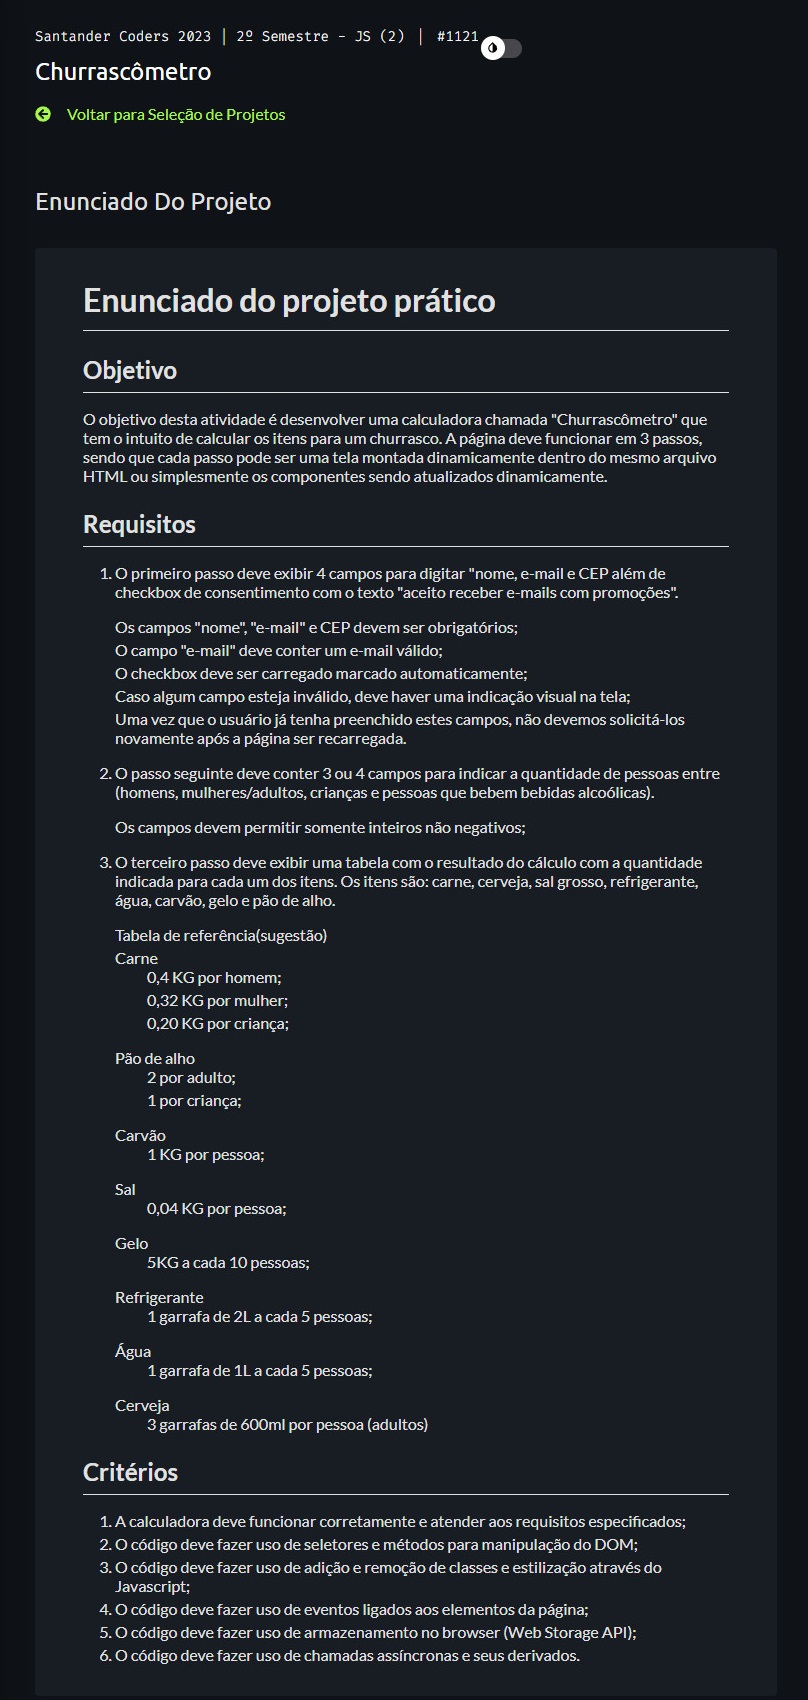 Santander Coders 2023 | 2º Semestre - JS (2) | #1121
Churrascômetro
Voltar para Seleção de Projetos
Enunciado Do Projeto
Enunciado do projeto prático
Objetivo
O objetivo desta atividade é desenvolver uma calculadora chamada "Churrascômetro" que
tem o intuito de calcular os itens para um churrasco. A página deve funcionar em 3 passos,
sendo que cada passo pode ser uma tela montada dinamicamente dentro do mesmo arquivo
HTML ou simplesmente os componentes sendo atualizados dinamicamente.
Requisitos
1. O primeiro passo deve exibir 4 campos para digitar "nome, e-mail e CEP além de
checkbox de consentimento com o texto "aceito receber e-mails com promoções".
Os campos "nome", "e-mail" e CEP devem ser obrigatórios;
O campo "e-mail" deve conter um e-mail válido;
O checkbox deve ser carregado marcado automaticamente;
Caso algum campo esteja inválido, deve haver uma indicação visual na tela;
Uma vez que o usuário já tenha preenchido estes campos, não devemos solicitá-los
novamente após a página ser recarregada.
2. O passo seguinte deve conter 3 ou 4 campos para indicar a quantidade de pessoas entre
(homens, mulheres/adultos, crianças e pessoas que bebem bebidas alcoólicas).
Os campos devem permitir somente inteiros não negativos;
3. O terceiro passo deve exibir uma tabela com o resultado do cálculo com a quantidade
indicada para cada um dos itens. Os itens são: carne, cerveja, sal grosso, refrigerante,
água, carvão, gelo e pão de alho.
Tabela de referência(sugestão)
Carne
0,4 KG por homem;
0,32 KG por mulher;
0,20 KG por criança;
Pão de alho
2 por adulto;
1 por criança;
Carvão
1 KG por pessoa;
Sal
0,04 KG por pessoa;
Gelo
5KG a cada 10 pessoas;
Refrigerante
1 garrafa de 2L a cada 5 pessoas;
Água
1 garrafa de 1L a cada 5 pessoas;
Cerveja
3 garrafas de 600ml por pessoa (adultos)
Critérios
1. A calculadora deve funcionar corretamente e atender aos requisitos especificados;
2. O código deve fazer uso de seletores e métodos para manipulação do DOM;
3. O código deve fazer uso de adição e remoção de classes e estilização através do
Javascript;
4. O código deve fazer uso de eventos ligados aos elementos da página;
5. O código deve fazer uso de armazenamento no browser (Web Storage API);
6. O código deve fazer uso de chamadas assíncronas e seus derivados.